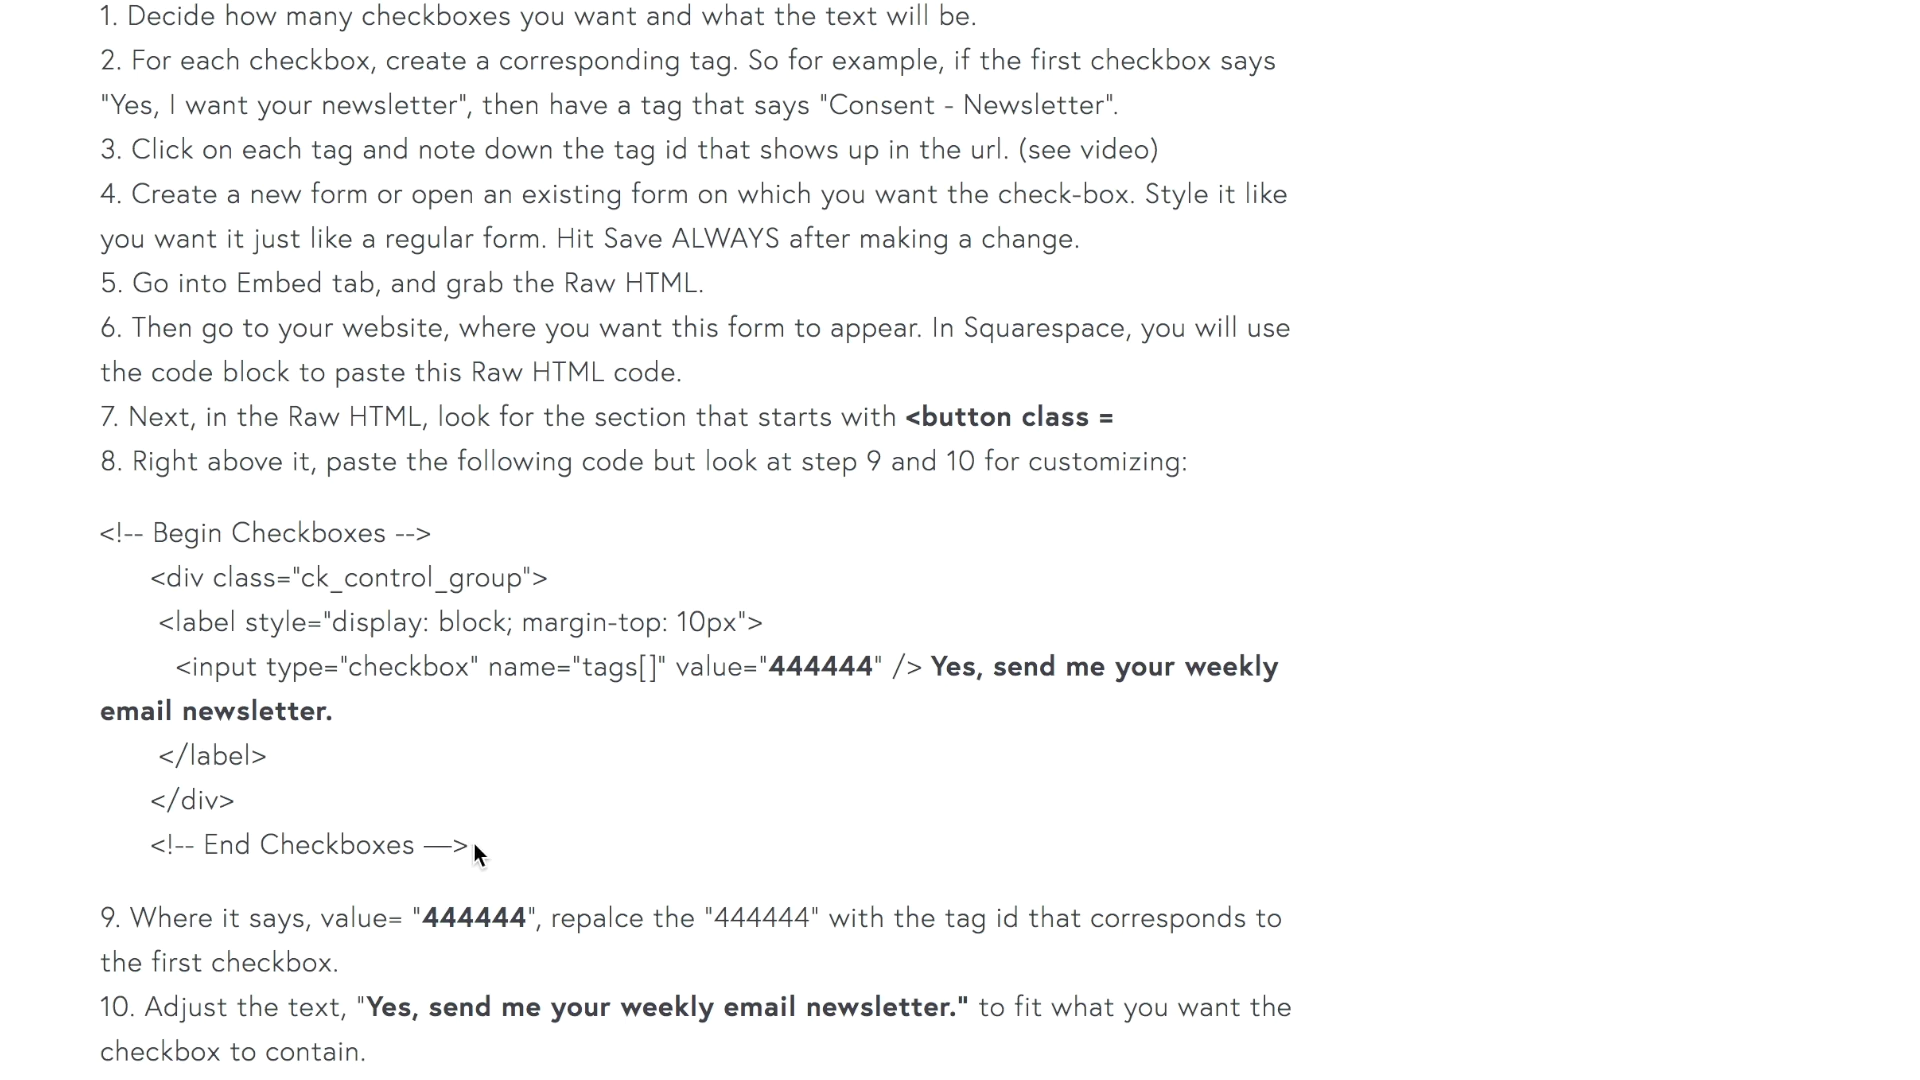 1. Decide how many checkboxes you want and what the text will be.
2. For each checkbox, create a corresponding tag. So for example, if the first checkbox says
"Yes, I want your newsletter", then have a tag that says "Consent - Newsletter".
3. Click on each tag and note down the tag id that shows up in the url. (see video)
4. Create a new form or open an existing form on which you want the check-box. Style it like
you want it just like a regular form. Hit Save ALWAYS after making a change.
5. Go into Embed tab, and grab the Raw HTML.
6. Then go to your website, where you want this form to appear. In Squarespace, you will use
the code block to paste this Raw HTML code.
7. Next, in the Raw HTML, look for the section that starts with <button class =
8. Right above it, paste the following code but look at step 9 and 10 for customizing:
<!-- Begin Checkboxes -->
<div class="ck_control_group">
<label style="display: block; margin-top: 10px">
<input type="checkbox" name="tags[]" value="444444" /> Yes, send me your weekly
email newsletter.
</label>
</div>
<!-- End Checkboxes —>
9. Where it says, value= "444444", repalce the "444444" with the tag id that corresponds to
the first checkbox.
10. Adjust the text, "Yes, send me your weekly email newsletter." to fit what you want the
checkbox to contain.